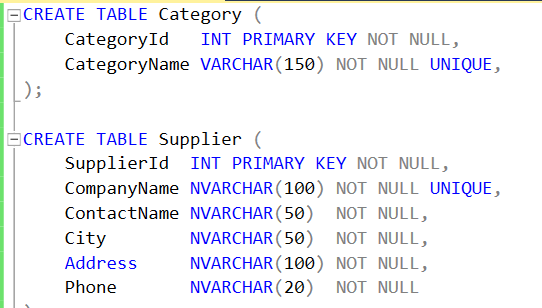 CREATE TABLE Category (
    CategoryId   INT PRIMARY KEY NOT NULL,
    CategoryName VARCHAR(150) NOT NULL UNIQUE,
);
CREATE TABLE Supplier (
    SupplierId  INT PRIMARY KEY NOT NULL,
    CompanyName NVARCHAR(100) NOT NULL UNIQUE,
    ContactName NVARCHAR(50)  NOT NULL,
    City        NVARCHAR(50)  NOT NULL,
    Address     NVARCHAR(100) NOT NULL,
    Phone       NVARCHAR(20)  NOT NULL